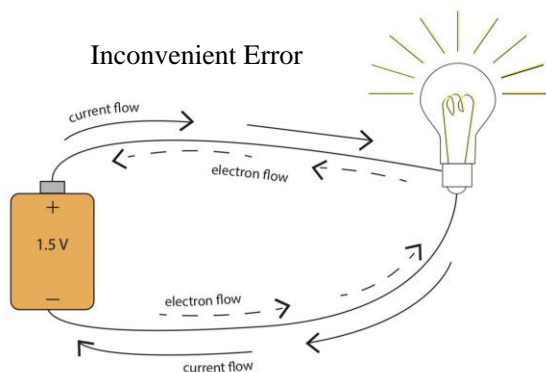 Inconvenient Error
current flow
electron flow
+
1.5 V
—
electron flow
current flow